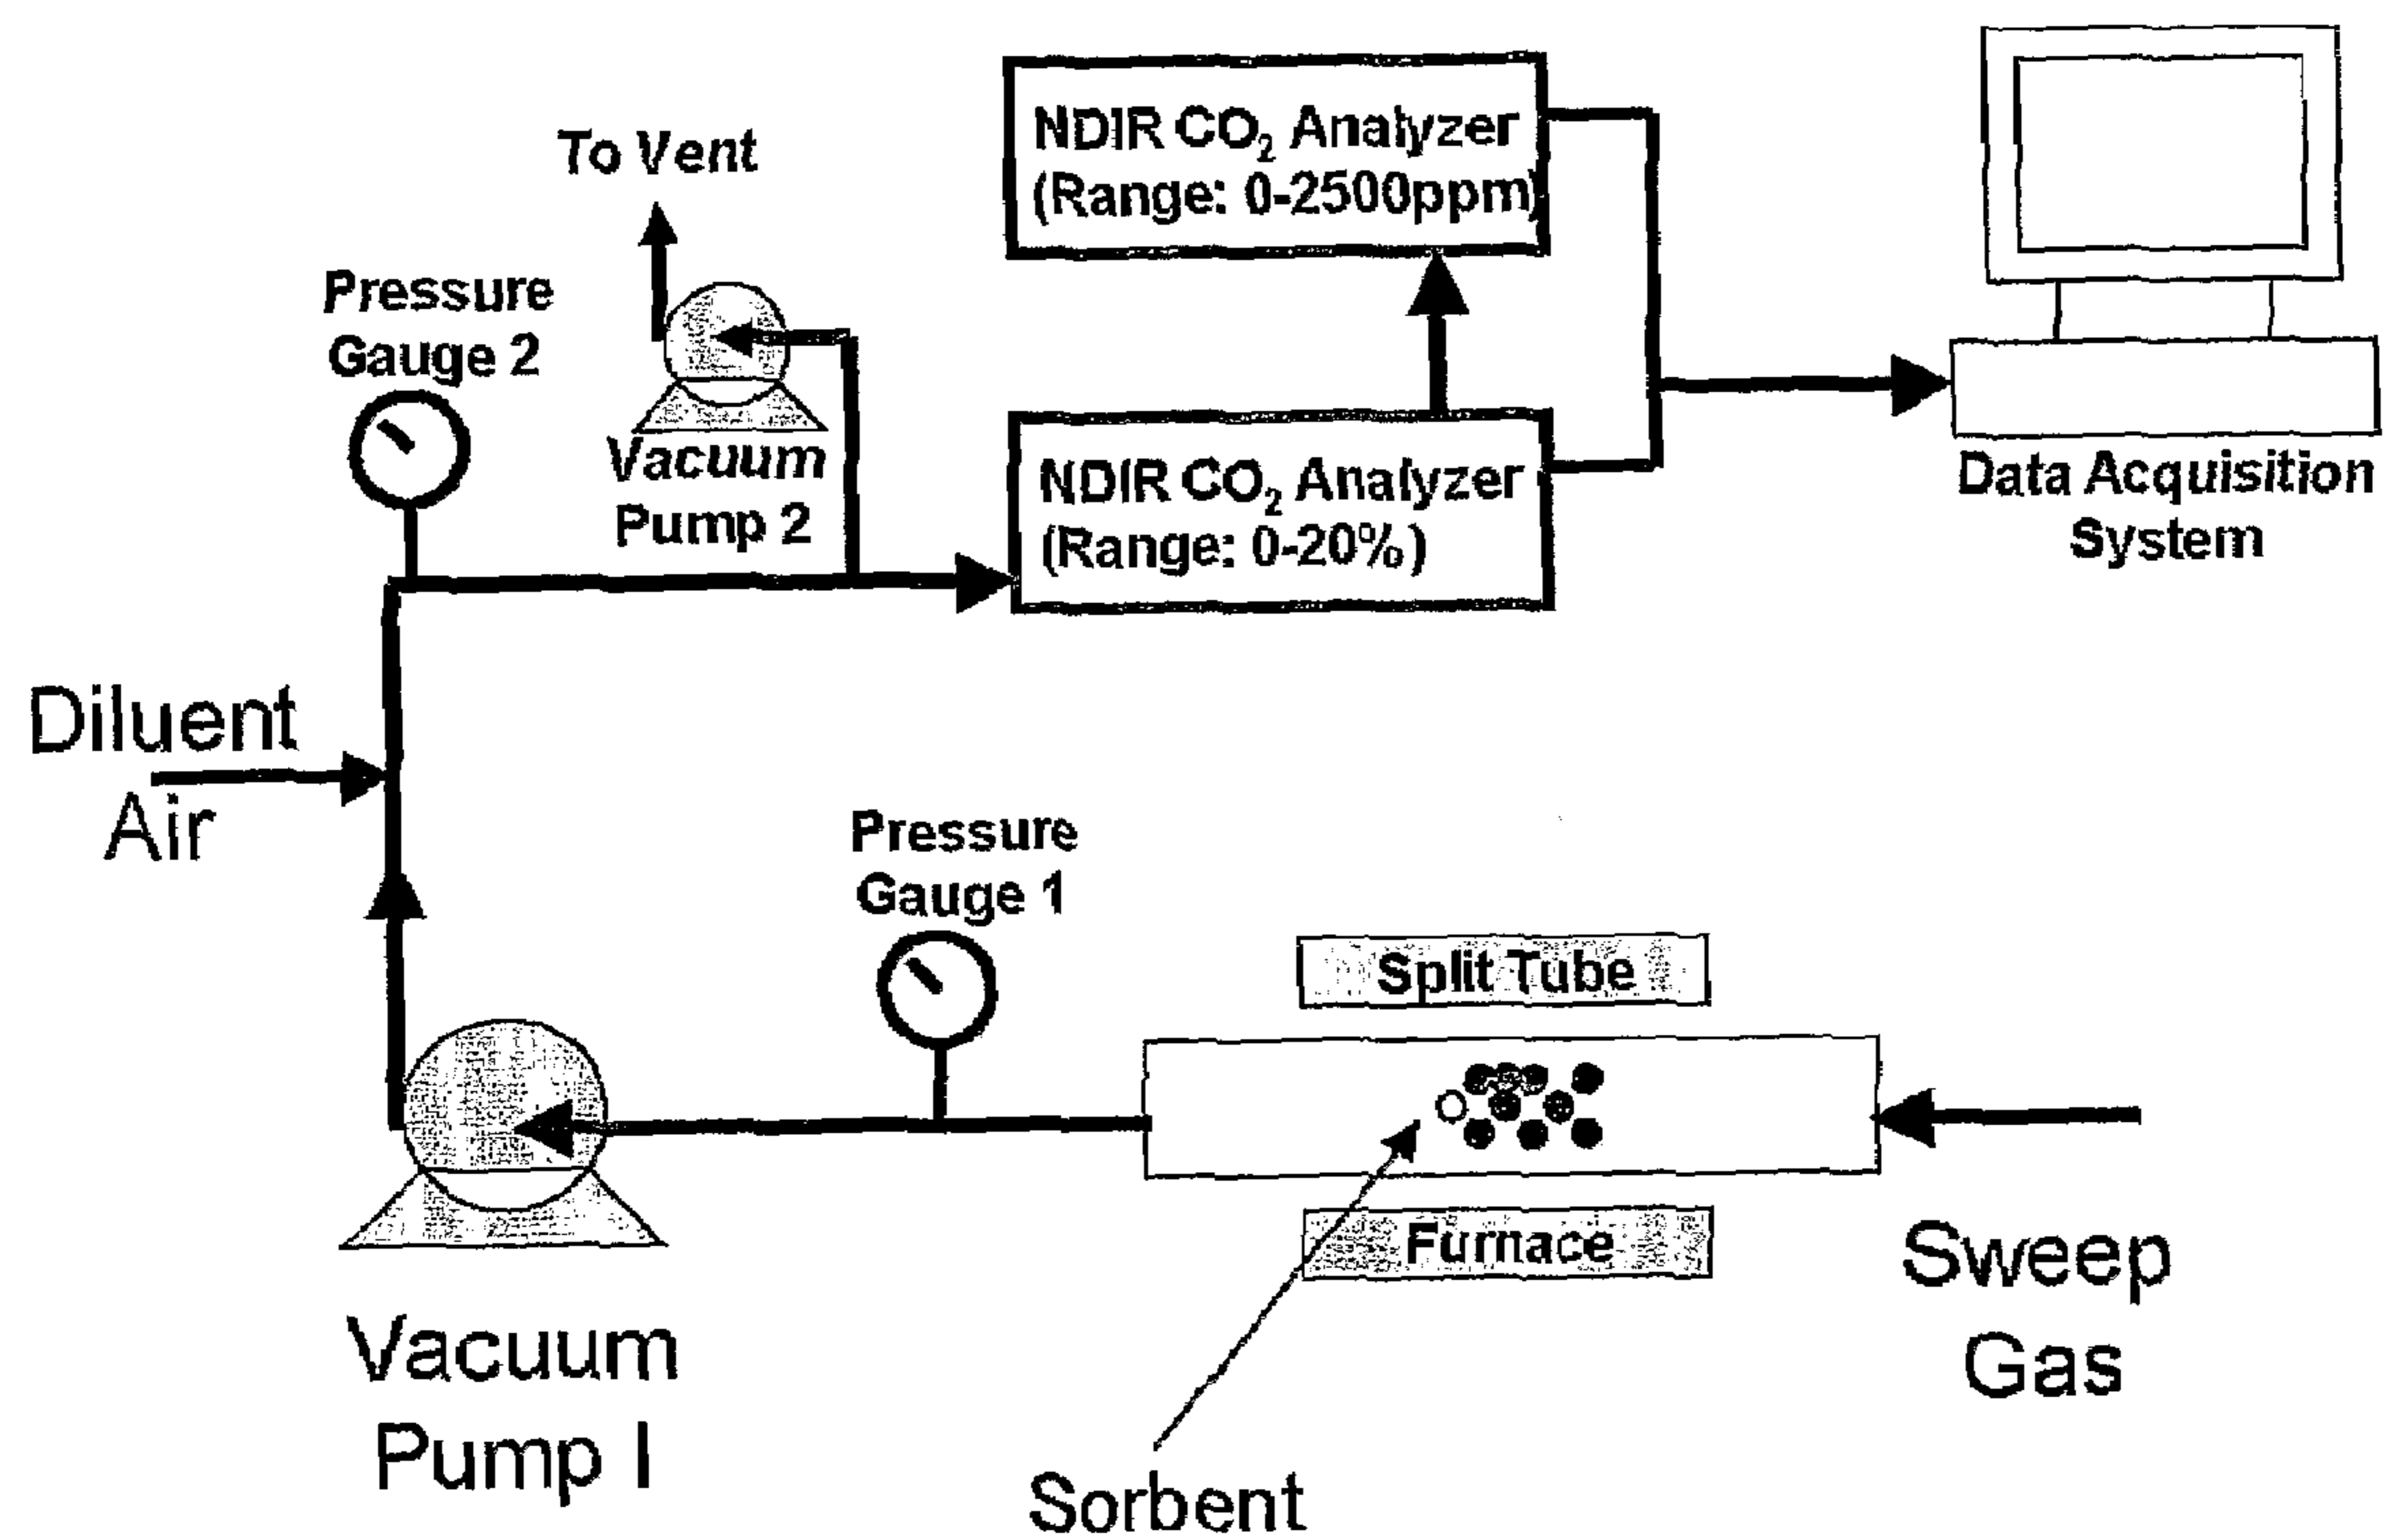 To Vent
NDIR CO₂ Analyzer
(Range: 0-2500ppm)
Pressure
Gauge 2
Vacuum
Pump 2
NDIR CO₂ Analyzer
(Range: 0-20%)
Data Acquisition
System
Diluent
Air
Pressure
Gauge 1
Split Tube
Furnace
Sweep
Gas
Vacuum
Pump I
Sorbent